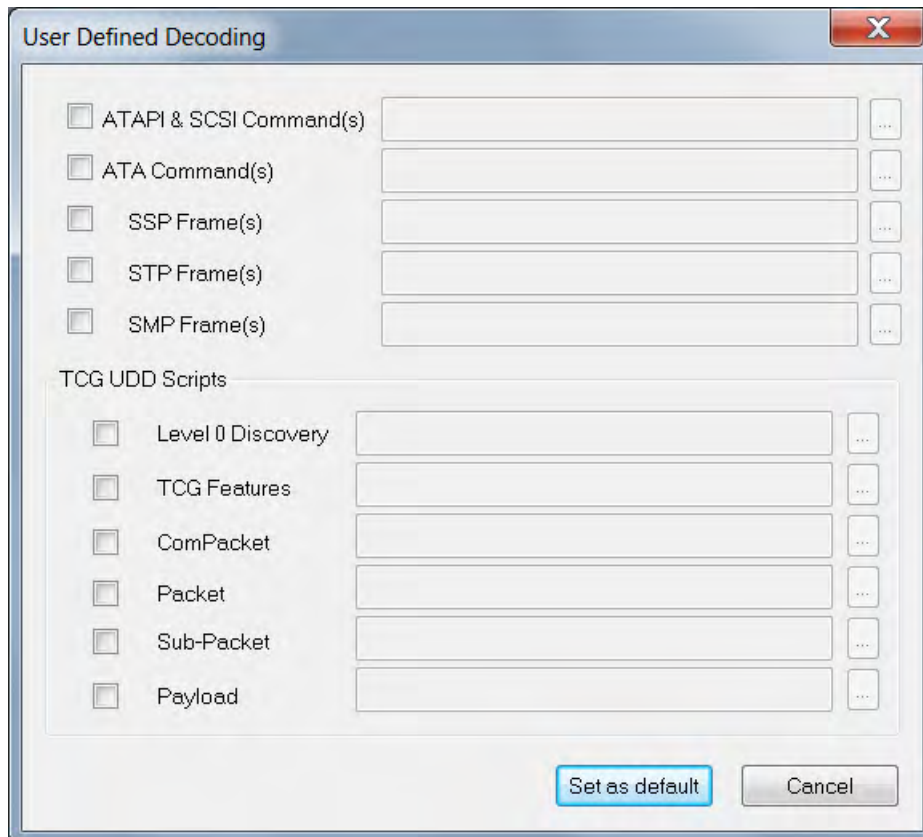 User Defined Decoding
ATAPI & SCSI Command(s)
...
ATA Command(s)
...
SSP Frame(s)
...
STP Frame(s)
...
SMP Frame(s)
...
TCG UDD Scripts
Level 0 Discovery
...
TCG Features
...
ComPacket
...
Packet
...
Sub-Packet
...
Payload
...
Set as default
Cancel